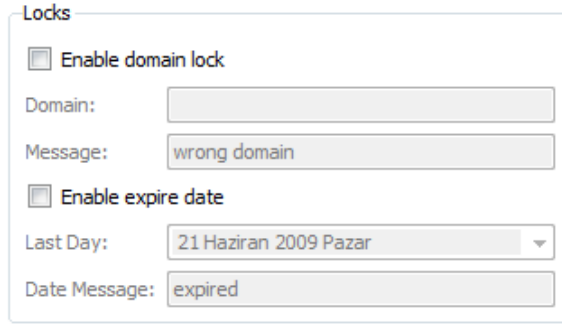 Locks
Enable domain lock
Domain:
Message: wrong domain
Enable expire date
Last Day: 21 Haziran 2009 Pazar
Date Message: expired